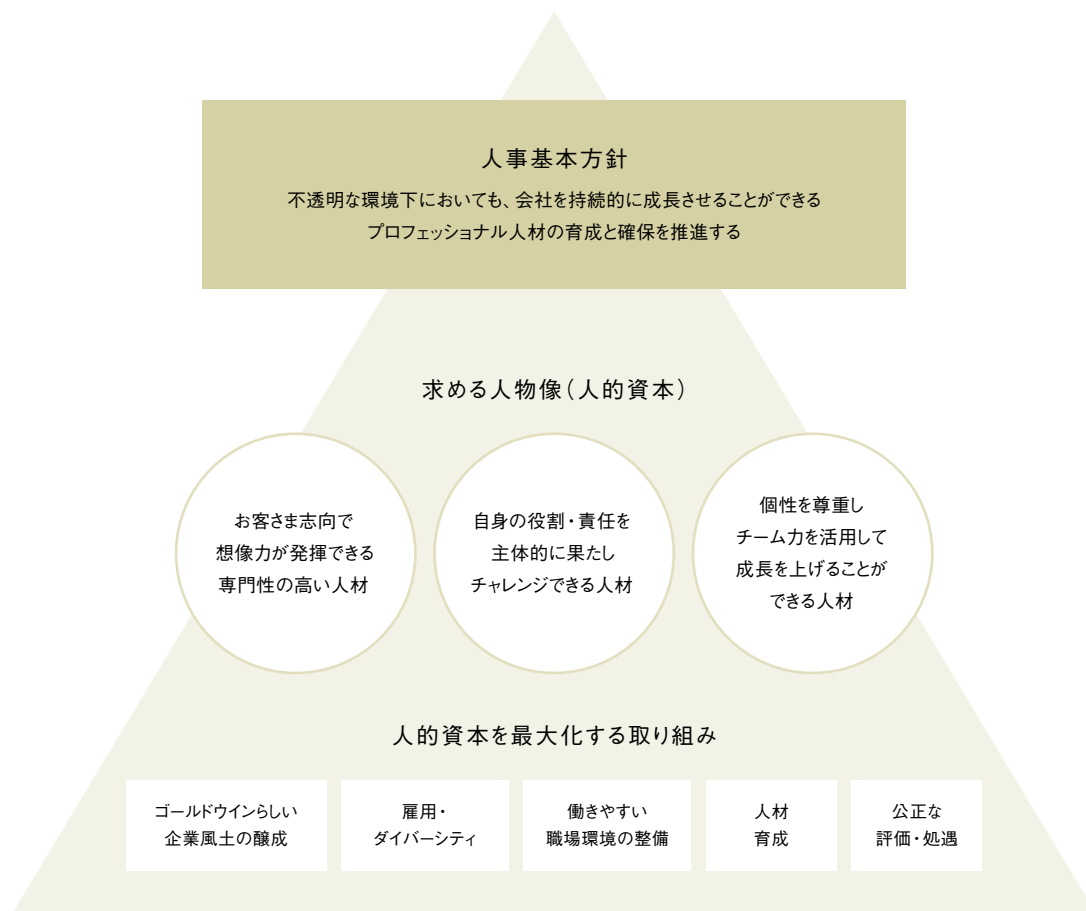 人事基本方針
不透明な環境下においても、会社を持続的に成長させることができる
プロフェッショナル人材の育成と確保を推進する
求める人物像（人的資本）
お客さま志向で
想像力が発揮できる
専門性の高い人材
自身の役割・責任を
主体的に果たし
チャレンジできる人材
個性を尊重し
チーム力を活用して
成長を上げることが
できる人材
人的資本を最大化する取り組み
ゴールドウインらしい
企業風土の醸成
雇用・
ダイバーシティ
働きやすい
職場環境の整備
人材
育成
公正な
評価・処遇